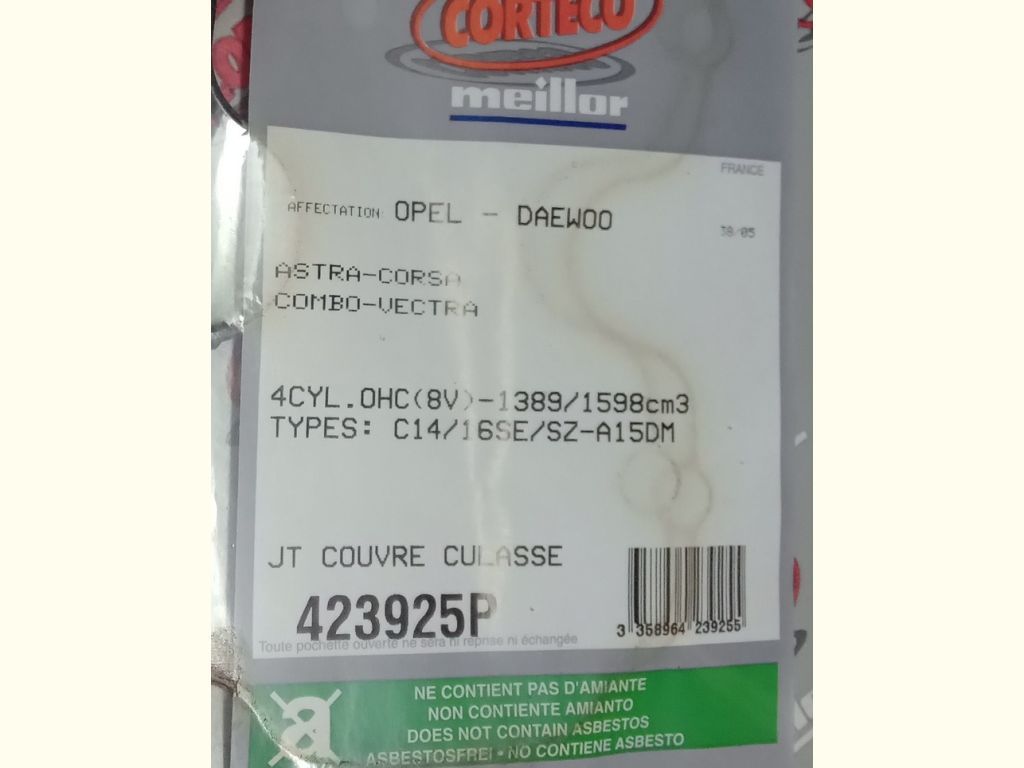 CORTECO
meillor
FRANCE
AFFECTATION OPEL - DAEWOO
38/05
ASTRA-CORSA
COMBO-VECTRA
4CYL.OHC(8V)-1389/1598cm3
TYPES: C14/16SE/SZ-A15DM
JT COUVRE CULASSE
423925P
3 358964 239255
Toute pochette ouverte ne sera ni reprise ni échangée
a
NE CONTIENT PAS D'AMIANTE
NON CONTIENTE AMIANTO
DOES NOT CONTAIN ASBESTOS
ASBESTOSFREI • NO CONTIENE ASBESTO